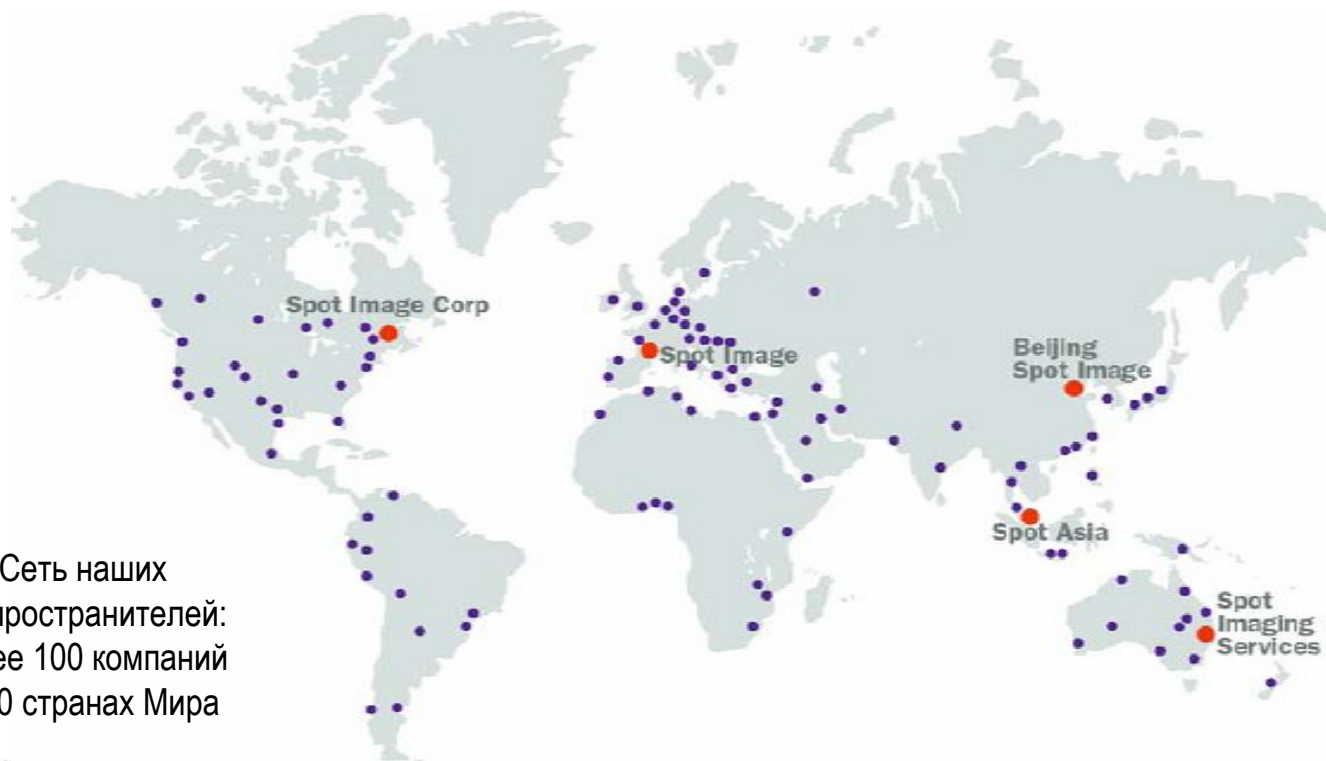 Spot Image Corp
Spot Image
Beijing
Spot Image
Spot Asia
Spot
Imaging
Services
Сеть наших
100 компаний
странах Мира